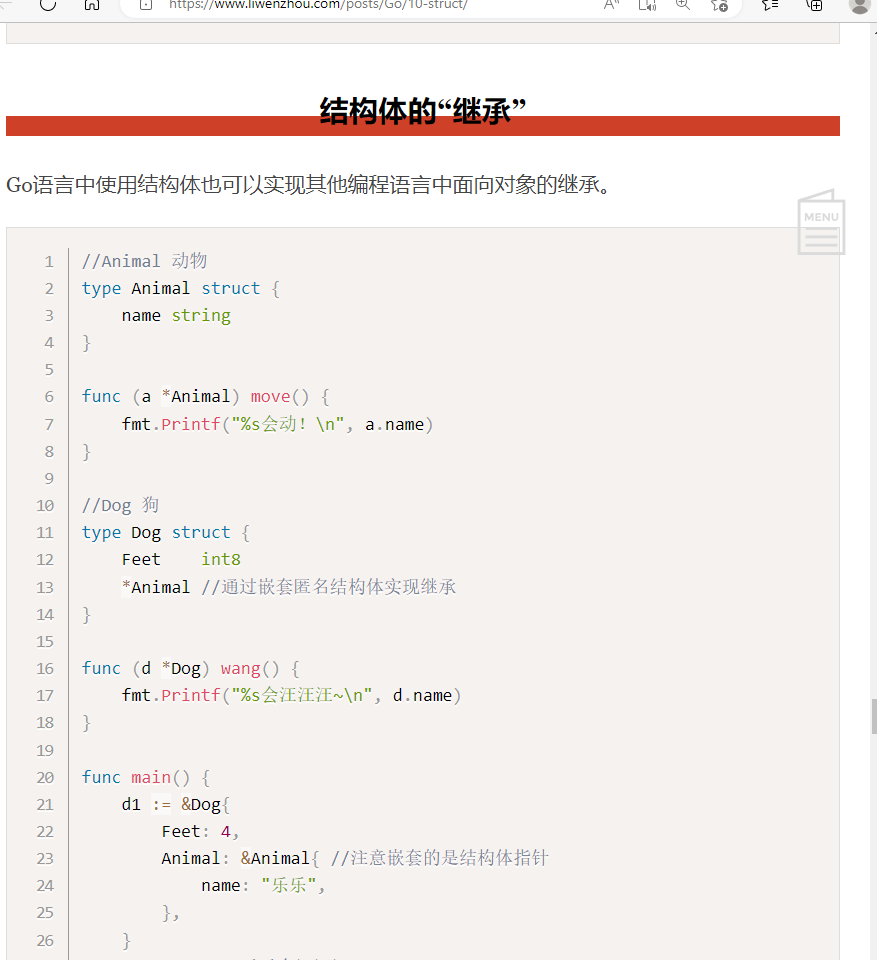 https://www.liwenzhou.com/posts/Go/10-struct/
结构体的“继承”
Go语言中使用结构体也可以实现其他编程语言中面向对象的继承。
MENU
1 //Animal 动物
2 type Animal struct {
3     name string
4 }
5
6 func (a *Animal) move() {
7     fmt.Printf("%s会动！\n", a.name)
8 }
9
10 //Dog 狗
11 type Dog struct {
12     Feet    int8
13     *Animal //通过嵌套匿名结构体实现继承
14 }
15
16 func (d *Dog) wang() {
17     fmt.Printf("%s会汪汪汪~\n", d.name)
18 }
19
20 func main() {
21     d1 := &Dog{
22         Feet: 4,
23         Animal: &Animal{ //注意嵌套的是结构体指针
24             name: "乐乐",
25         },
26     }